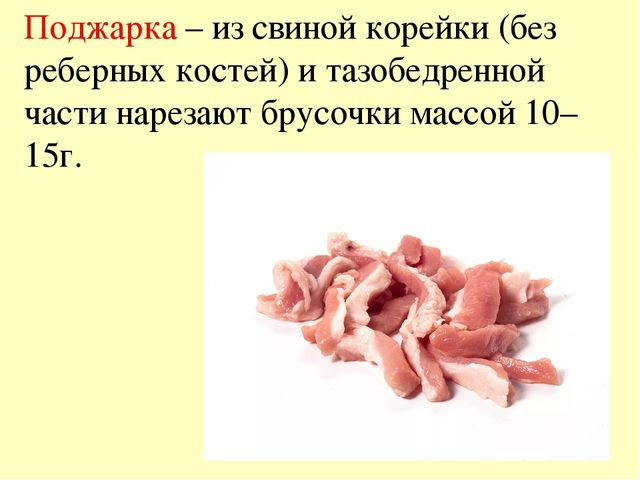 Поджарка – из свиной корейки (без
реберных костей) и тазобедренной
части нарезают брусочки массой 10–
15г.